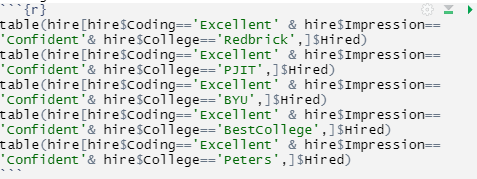 ```{r}
table(hire[hire$Coding=='Excellent' & hire$Impression==
'Confident'& hire$College=='Redbrick',]$Hired)
table(hire[hire$Coding=='Excellent' & hire$Impression==
'Confident'& hire$College=='PJIT',]$Hired)
table(hire[hire$Coding=='Excellent' & hire$Impression==
'Confident'& hire$College=='BYU',]$Hired)
table(hire[hire$Coding=='Excellent' & hire$Impression==
'Confident'& hire$College=='BestCollege',]$Hired)
table(hire[hire$Coding=='Excellent' & hire$Impression==
'Confident'& hire$College=='Peters',]$Hired)
```